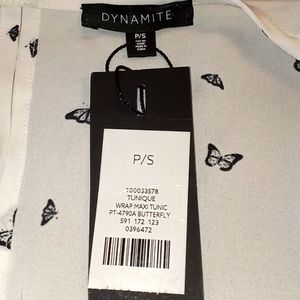 DYNAMITE
P/S
P/S
100033578
TUNIQUE
WRAP MAXI TUNIC
PT-4790A BUTTERFLY
591 172 123
0396472